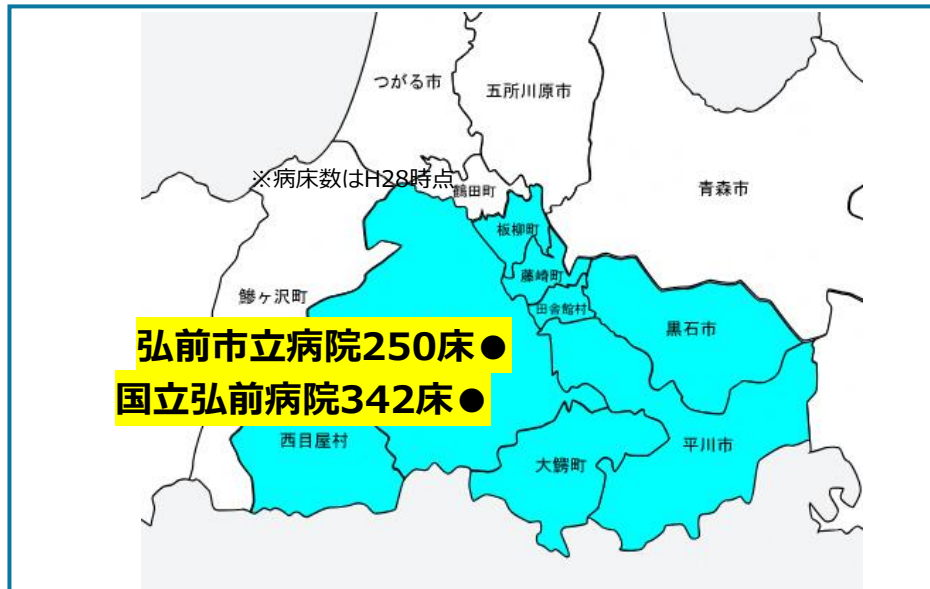 つがる市
五所川原市
※病床数はH28時点
鶴田町
青森市
板柳町
藤崎町
鰺ヶ沢町
田舎館村
黒石市
弘前市立病院250床●
国立弘前病院342床●
西目屋村
平川市
大鰐町